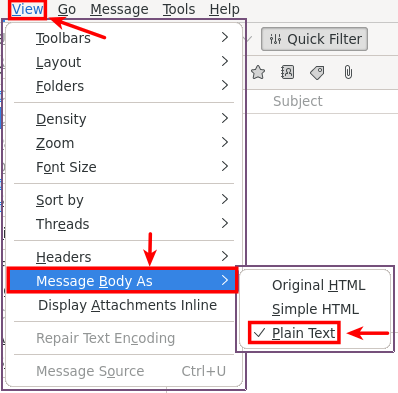 View Go Message Tools Help
Toolbars
Quick Filter
Layout
Folders
Subject
Density
Zoom
Font Size
Sort by
Threads
Headers
Message Body As
Original HTML
Display Attachments Inline
Simple HTML
Plain Text
Repair Text Encoding
Message Source Ctrl+U